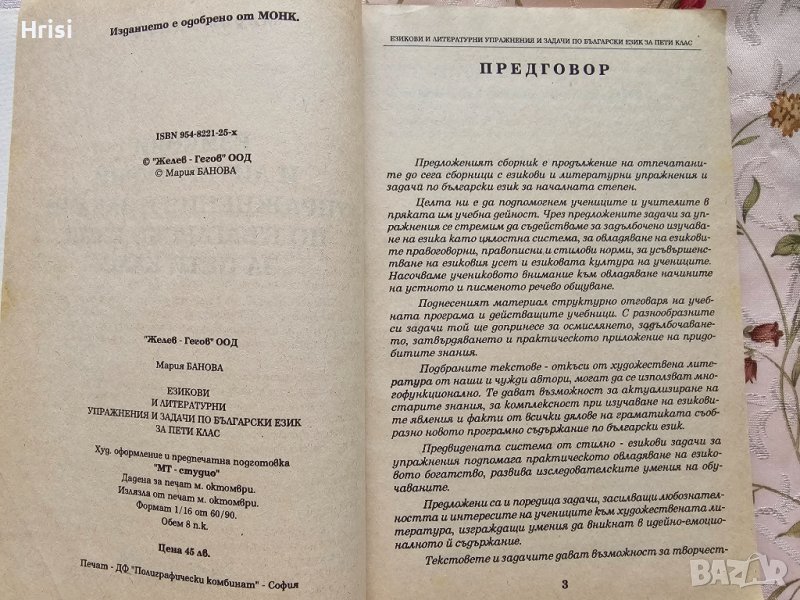 Hrisi
Изданието е одобрено от МОНК.
ISBN 954-8221-25-х
© "Желев - Гегов" ООД
© Мария БАНОВА
"Желев - Гегов" ООД
Мария БАНОВА
ЕЗИКОВИ
И ЛИТЕРАТУРНИ
УПРАЖНЕНИЯ И ЗАДАЧИ ПО БЪЛГАРСКИ ЕЗИК
ЗА ПЕТИ КЛАС
Худ. оформление и предпечатна подготовка
"МТ - студио"
Дадена за печат м. октомври.
Излязла от печат м. октомври.
Формат 1/16 от 60/90.
Обем 8 п.к.
Цена 45 лв.
Печат - ДФ "Полиграфически комбинат" - София
ЕЗИКОВИ И ЛИТЕРАТУРНИ УПРАЖНЕНИЯ И ЗАДАЧИ ПО БЪЛГАРСКИ ЕЗИК ЗА ПЕТИ КЛАС
ПРЕДГОВОР
Предложеният сборник е продължение на отпечатани-
те до сега сборници с езикови и литературни упражнения и
задачи по български език за началната степен.
Целта ни е да подпомогнем учениците и учителите в
пряката им учебна дейност. Чрез предложените задачи за уп-
ражнения се стремим да съдействаме за задълбочено изучава-
не на езика като цялостна система, за овладяване на езикови-
те правоговорни, правописни и стилови норми, за усъвършен-
стване на езиковия усет и езиковата култура на учениците.
Насочваме ученическото внимание към овладяване начините
на устното и писменото речево общуване.
Поднесеният материал структурно отговаря на учеб-
ната програма и действащите учебници. С разнообразните
си задачи той ще допринесе за осмислянето, задълбочаване-
то, затвърдяването и практическото приложение на придо-
битите знания.
Подбраните текстове - откъси от художествена лите-
ратура от наши и чужди автори, могат да се използват мно-
гофункционално. Те дават възможност за актуализиране на
старите знания, за комплексност при изучаване на езикови-
те явления и факти от всички дялове на граматиката съоб-
разно новото програмно съдържание по български език.
Предвидената система от стилно - езикови задачи за
упражнения подпомага практическото овладяване на езико-
вото богатство, развива изследователските умения на обу-
чаваните.
Предложени са и поредица задачи, засилващи любознател-
ността и интересите на учениците към художествената ли-
тература, изграждащи умения да вникнат в идейно-емоцио-
налното ѝ съдържание.
Текстовете и задачите дават възможност за творчест-
3
BAZAR
.bg